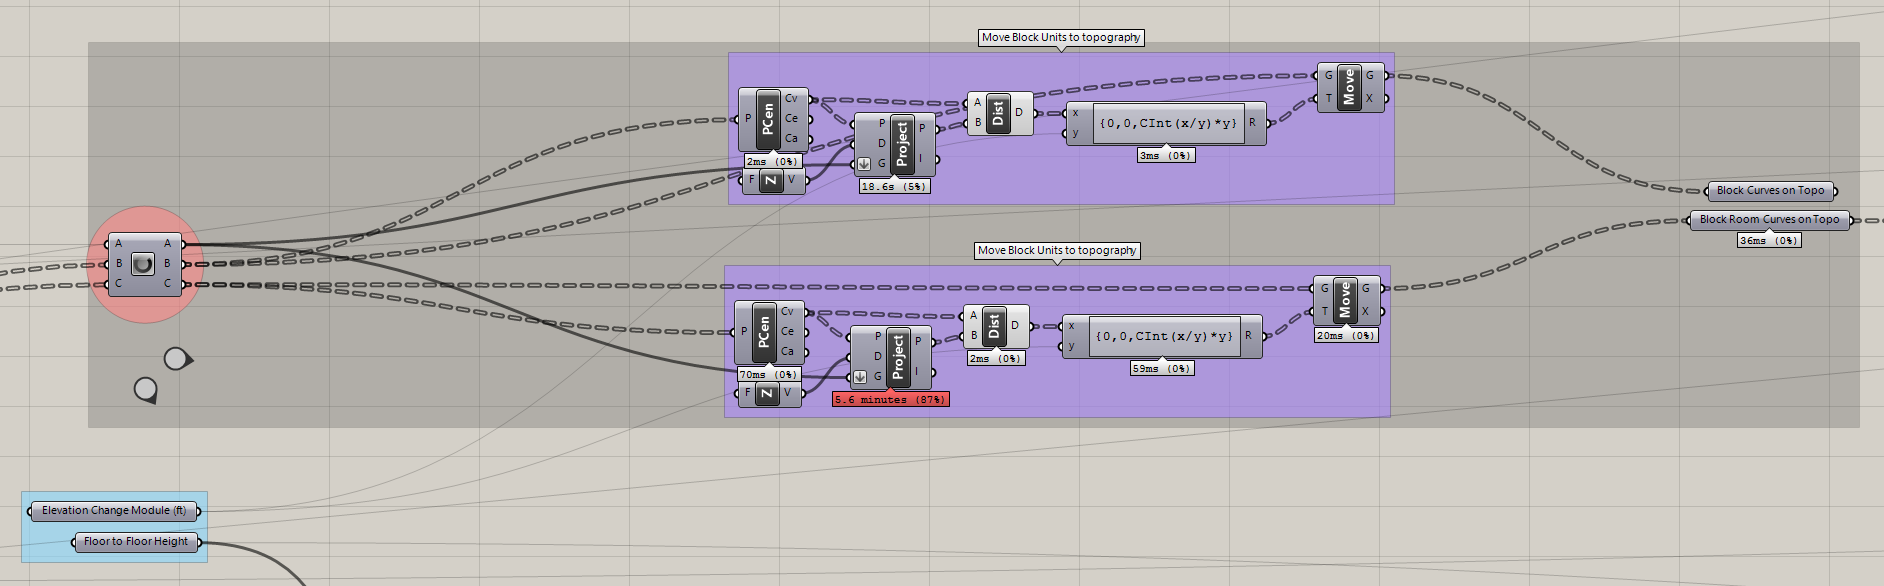 Move Block Units to topography
P
PCen
Cv
Ce
Ca
2ms (0%)
F
Z
V
P
D
G
Project
P
I
18.6s (5%)
A
B
Dist
D
x
y
{0,0,CInt(x/y)*y}
R
3ms (0%)
G
T
Move
G
X
Block Curves on Topo
Block Room Curves on Topo
36ms (0%)
A
B
C
A
B
C
Move Block Units to topography
P
PCen
Cv
Ce
Ca
70ms (0%)
F
Z
V
P
D
G
Project
P
I
5.6 minutes (87%)
A
B
Dist
D
2ms (0%)
x
y
{0,0,CInt(x/y)*y}
R
59ms (0%)
G
T
Move
G
X
20ms (0%)
Elevation Change Module (ft)
Floor to Floor Height